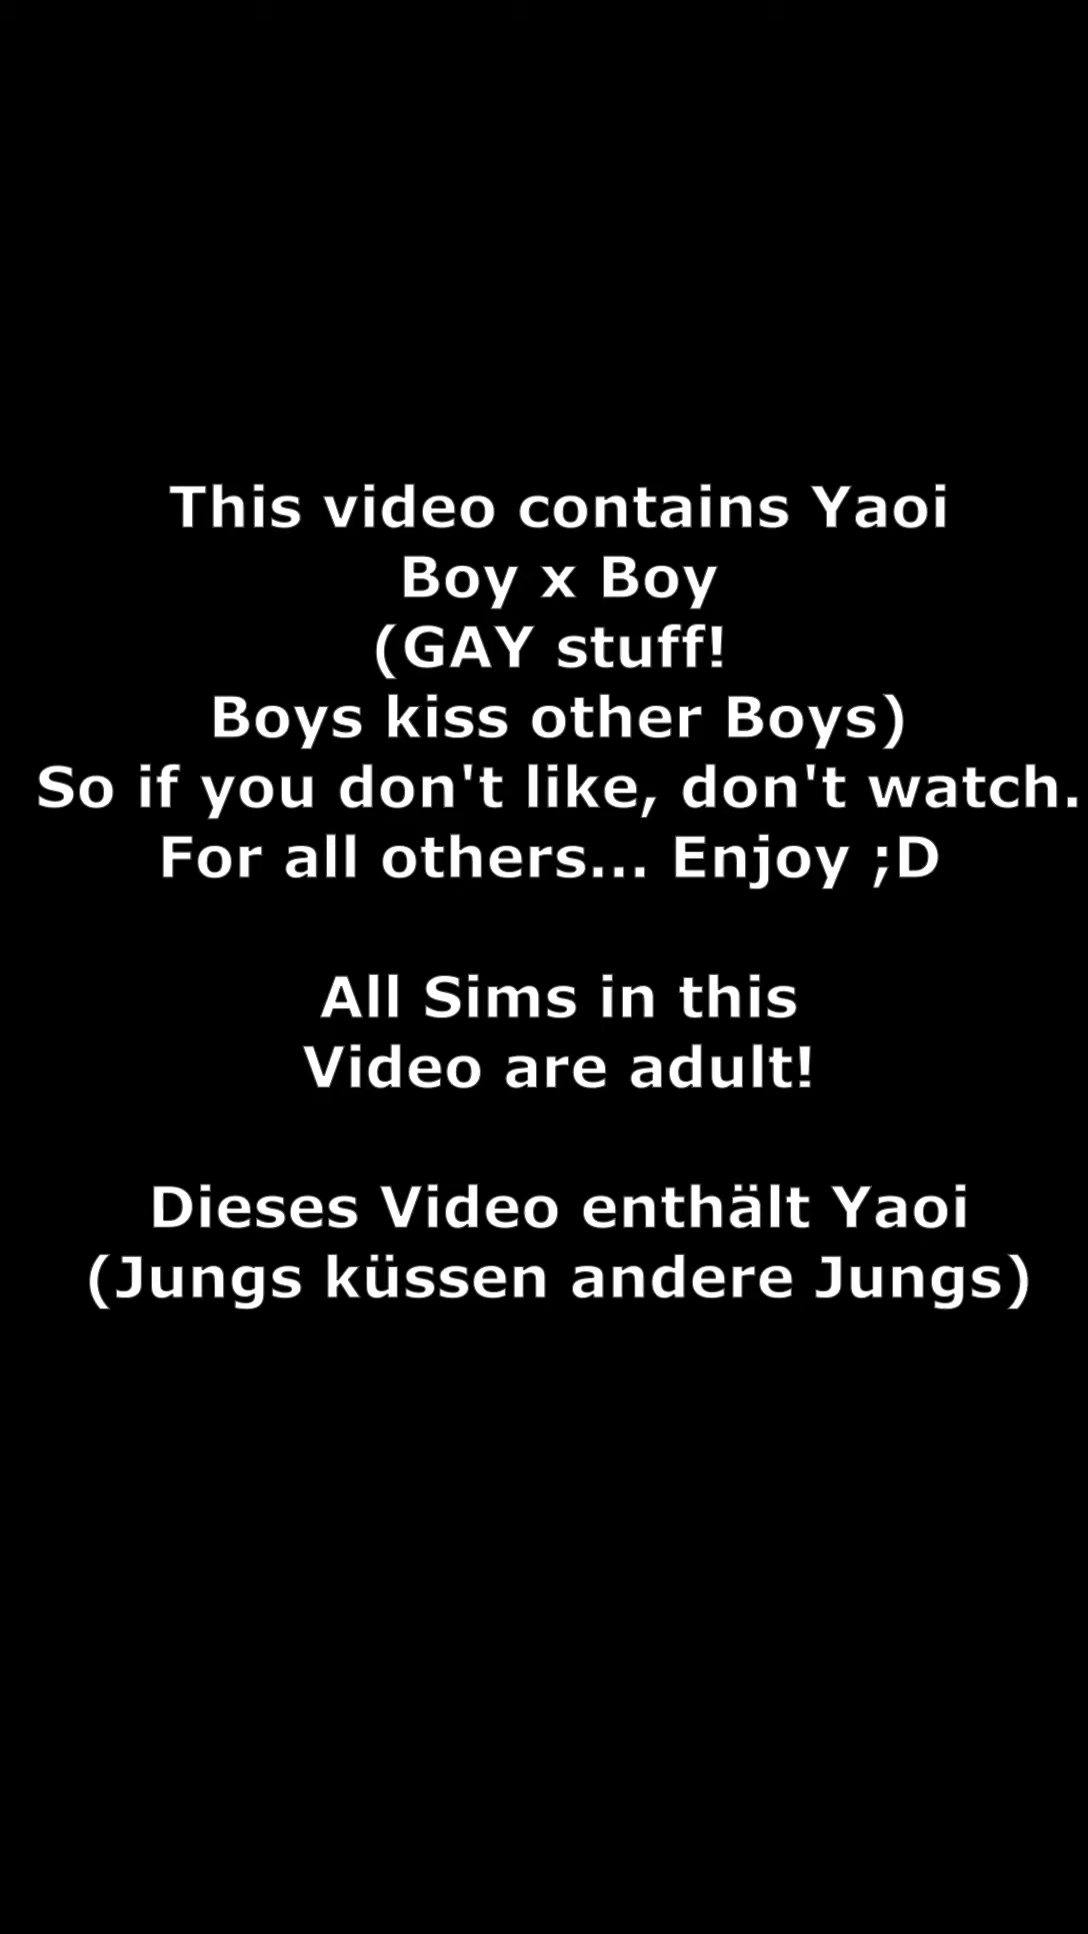 This video contains Yaoi
Boy x Boy
(GAY stuff!
Boys kiss other Boys)
So if you don't like, don't watch.
For all others... Enjoy ;D
All Sims in this
Video are adult!
Dieses Video enthält Yaoi
(Jungs küssen andere Jungs)